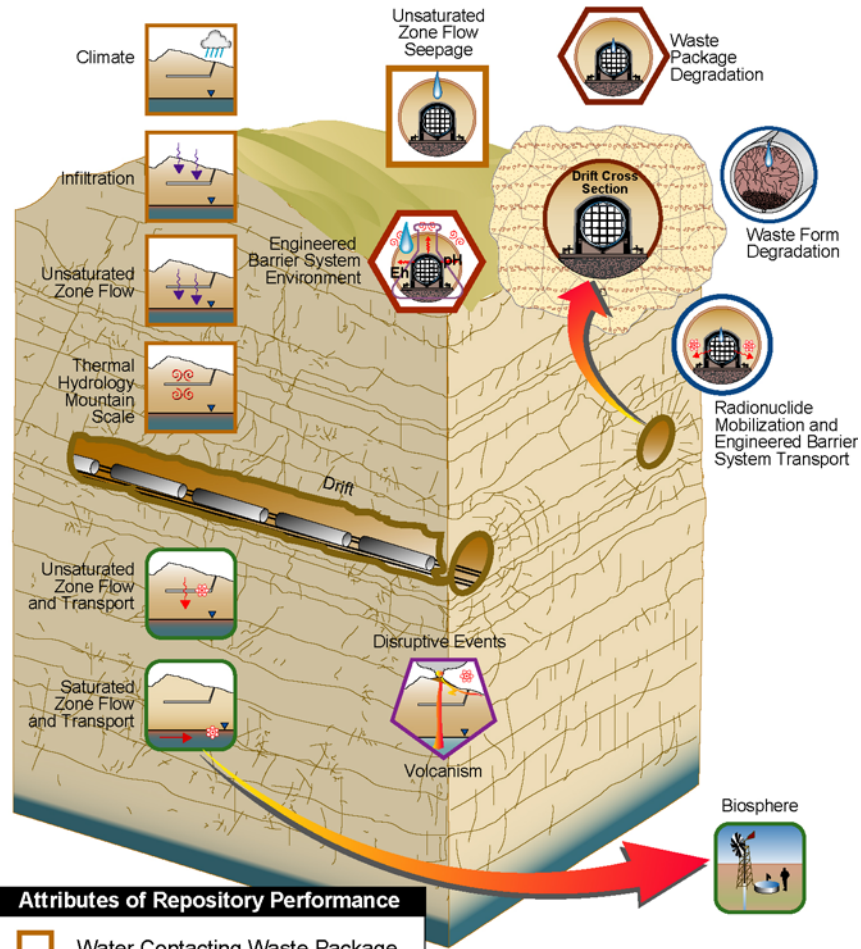 Climate
Infiltration
Unsaturated
Zone Flow
Thermal
Hydrology
Mountain
Scale
Unsaturated
Zone Flow
Seepage
Waste
Package
Degradation
Engineered
Barrier System
Environment
Eh
pH
Drift Cross
Section
Waste Form
Degradation
Radionuclide
Mobilization and
Engineered Barrier
System Transport
Drift
Unsaturated
Zone Flow
and Transport
Saturated
Zone Flow
and Transport
Disruptive Events
Volcanism
Biosphere
Attributes of Repository Performance
Water Contacting Waste Package